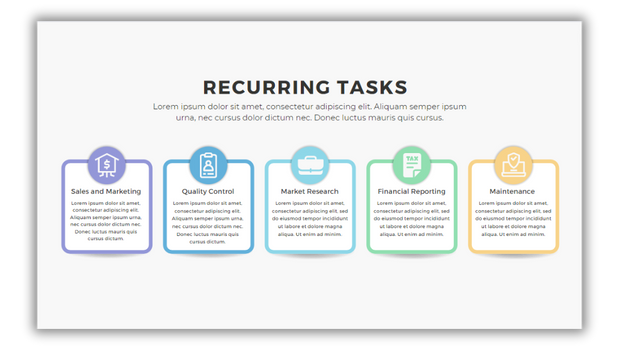 RECURRING TASKS
Lorem ipsum dolor sit amet, consectetur adipiscing elit. Aliquam semper ipsum
urna, nec cursus dolor dictum nec. Donec luctus mauris quis cursus.
$
Sales and Marketing
Lorem ipsum dolor sit amet,
consectetur adipiscing elit.
Aliquam semper ipsum urna,
nec cursus dolor dictum nec.
Donec luctus mauris quis
cursus dictum.
Quality Control
Lorem ipsum dolor sit amet,
consectetur adipiscing elit.
Aliquam semper ipsum urna,
nec cursus dolor dictum nec.
Donec luctus mauris quis
cursus dictum.
Market Research
Lorem ipsum dolor sit amet,
consectetur adipiscing elit, sed
do eiusmod tempor incididunt
ut labore et dolore magna
aliqua. Ut enim ad minim.
TAX
Financial Reporting
Lorem ipsum dolor sit amet,
consectetur adipiscing elit, sed
do eiusmod tempor incididunt
ut labore et dolore magna
aliqua. Ut enim ad minim.
Maintenance
Lorem ipsum dolor sit amet,
consectetur adipiscing elit, sed
do eiusmod tempor incididunt
ut labore et dolore magna
aliqua. Ut enim ad minim.